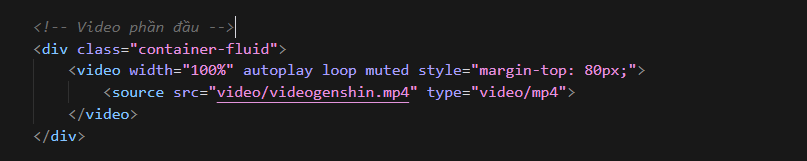 <!-- Video phần đầu -->
<div class="container-fluid">
<video width="100%" autoplay loop muted style="margin-top: 80px;">
<source src="video/videogenshin.mp4" type="video/mp4">
</video>
</div>